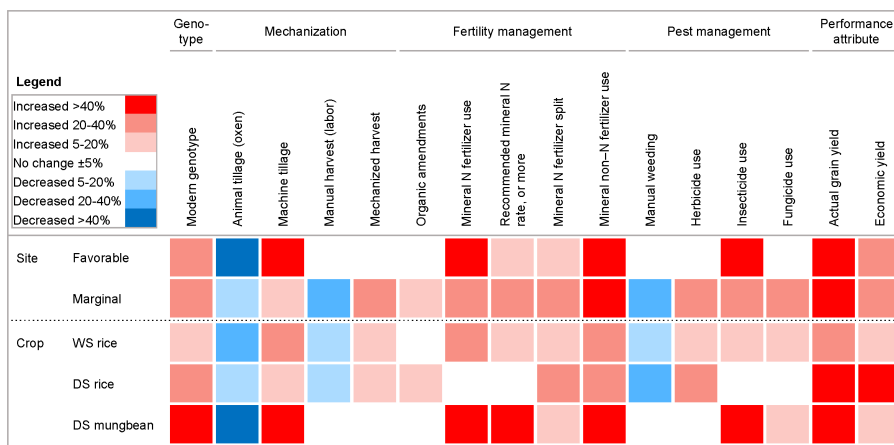 Geno-
type
Mechanization
Fertility management
Pest management
Performance
attribute
Legend
Increased >40%
Increased 20-40%
Increased 5-20%
No change ±5%
Decreased 5-20%
Decreased 20-40%
Decreased >40%
Modern genotype
Animal tillage (oxen)
Machine tillage
Manual harvest (labor)
Mechanized harvest
Organic amendments
Mineral N fertilizer use
Recommended mineral N
rate, or more
Mineral N fertilizer split
Mineral non–N fertilizer use
Manual weeding
Herbicide use
Insecticide use
Fungicide use
Actual grain yield
Economic yield
Site Favorable
Marginal
Crop WS rice
DS rice
DS mungbean